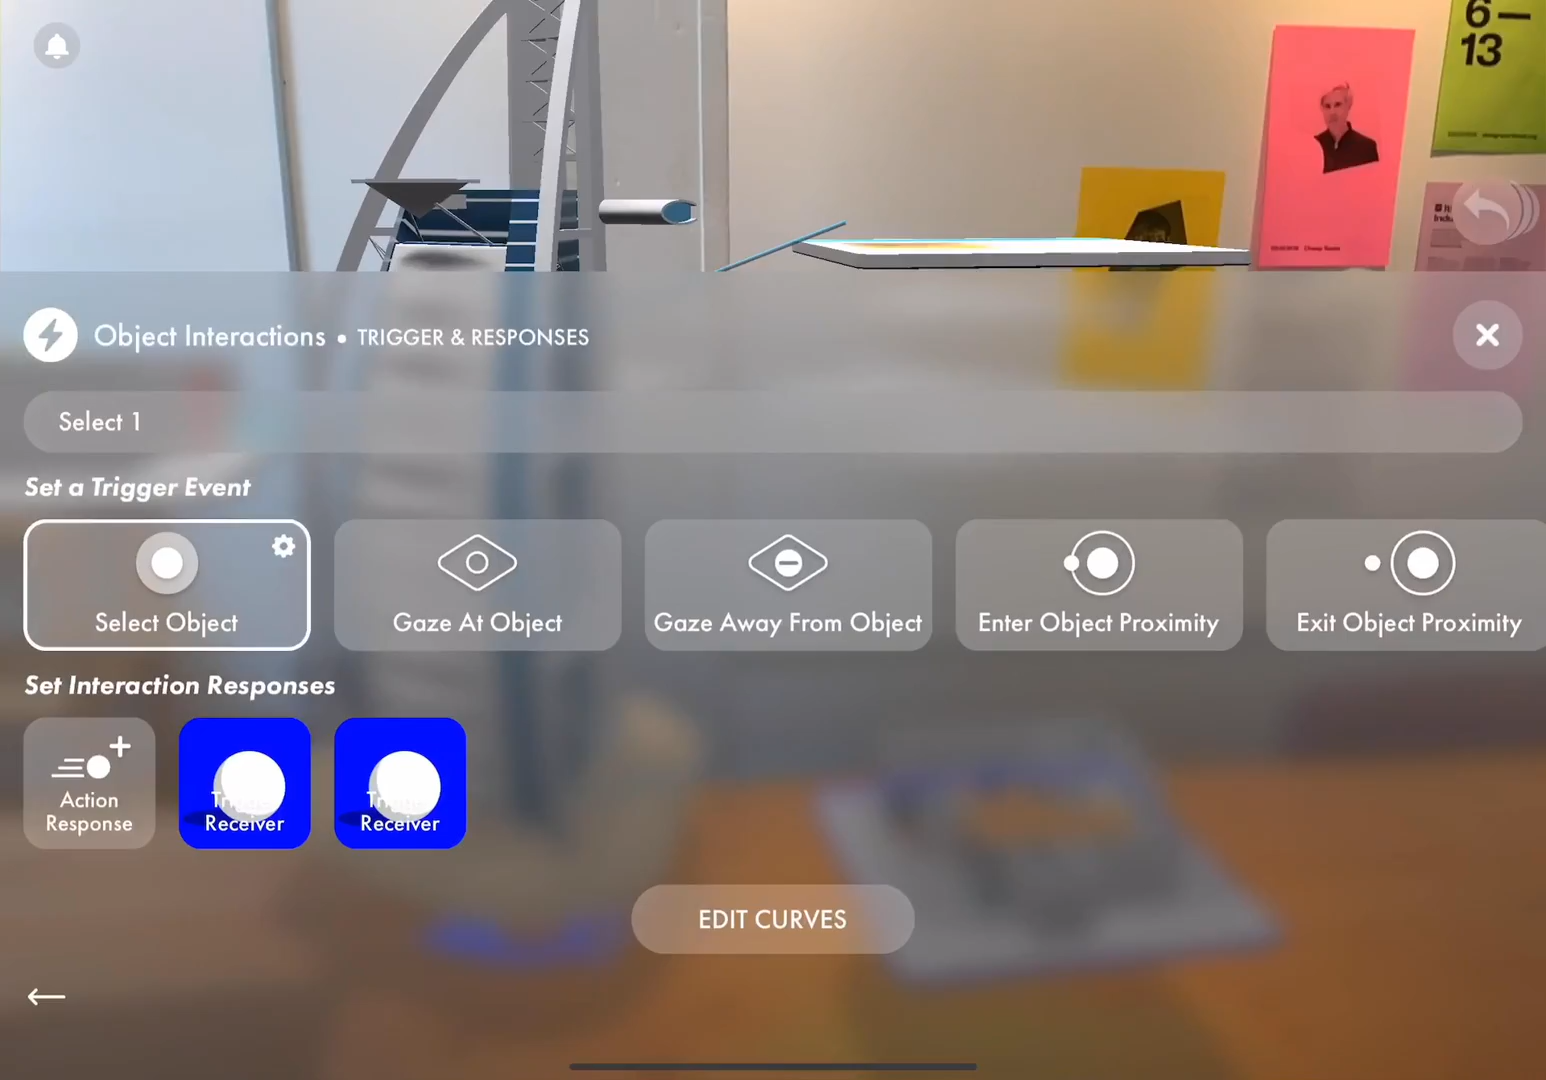 6—
13
Object Interactions • TRIGGER & RESPONSES
Select 1
Set a Trigger Event
Select Object
Gaze At Object
Gaze Away From Object
Enter Object Proximity
Exit Object Proximity
Set Interaction Responses
Action
Response
Receiver
Receiver
EDIT CURVES